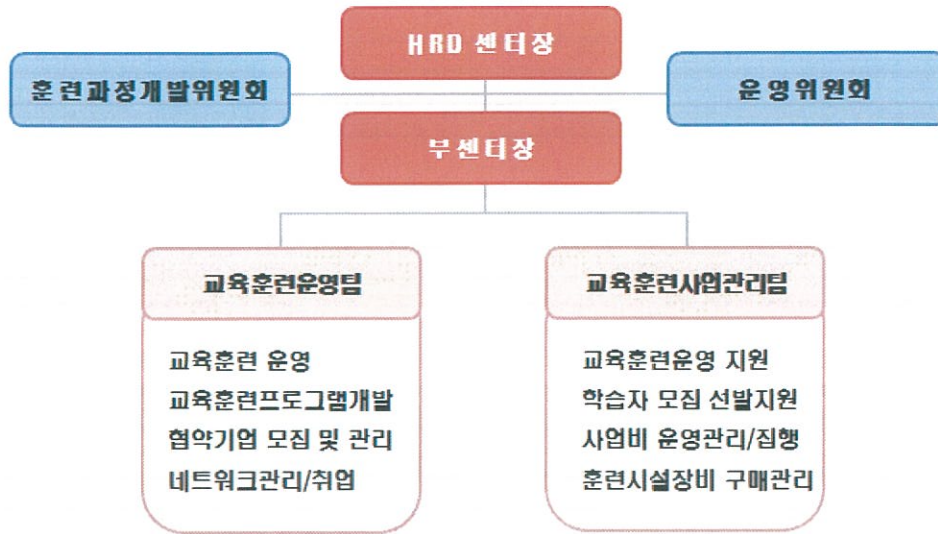 HRD 센터장
훈련과정개발위원회
운영위원회
부센터장
교육훈련운영팀
교육훈련 운영
교육훈련프로그램개발
협약기업 모집 및 관리
네트워크관리/취업
교육훈련사업관리팀
교육훈련운영 지원
학습자 모집 선발지원
사업비 운영관리/집행
훈련시설장비 구매관리